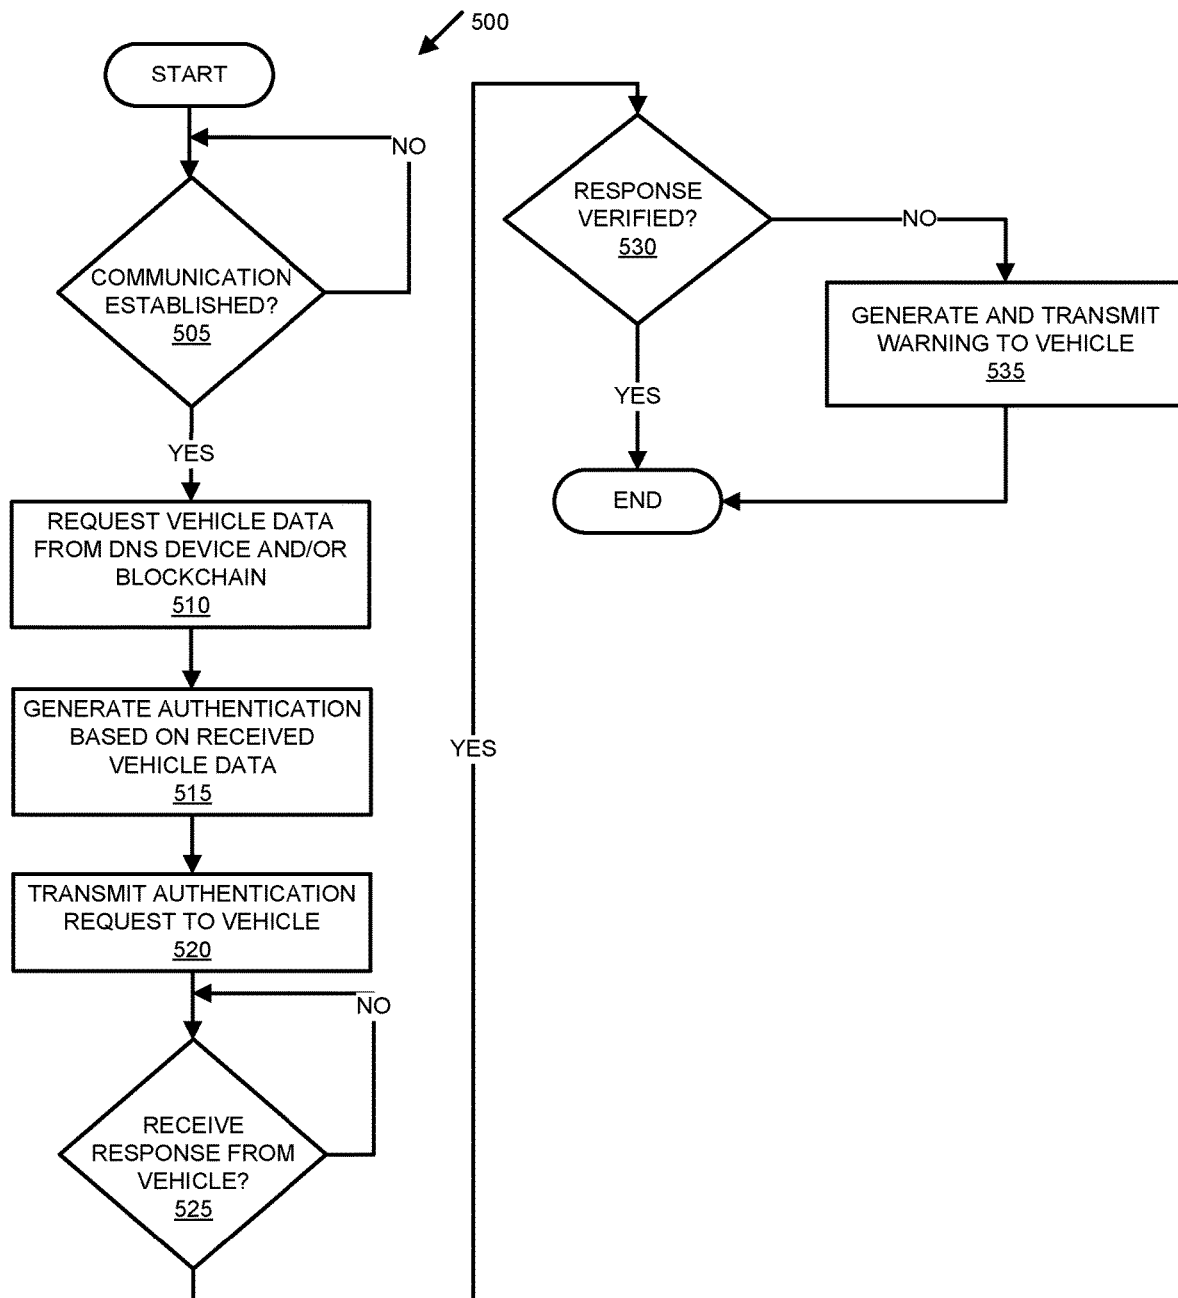 500
START
NO
COMMUNICATION
ESTABLISHED?
505
YES
REQUEST VEHICLE DATA
FROM DNS DEVICE AND/OR
BLOCKCHAIN
510
GENERATE AUTHENTICATION
BASED ON RECEIVED
VEHICLE DATA
515
TRANSMIT AUTHENTICATION
REQUEST TO VEHICLE
520
NO
RECEIVE
RESPONSE FROM
VEHICLE?
525
YES
RESPONSE
VERIFIED?
530
NO
GENERATE AND TRANSMIT
WARNING TO VEHICLE
535
YES
END